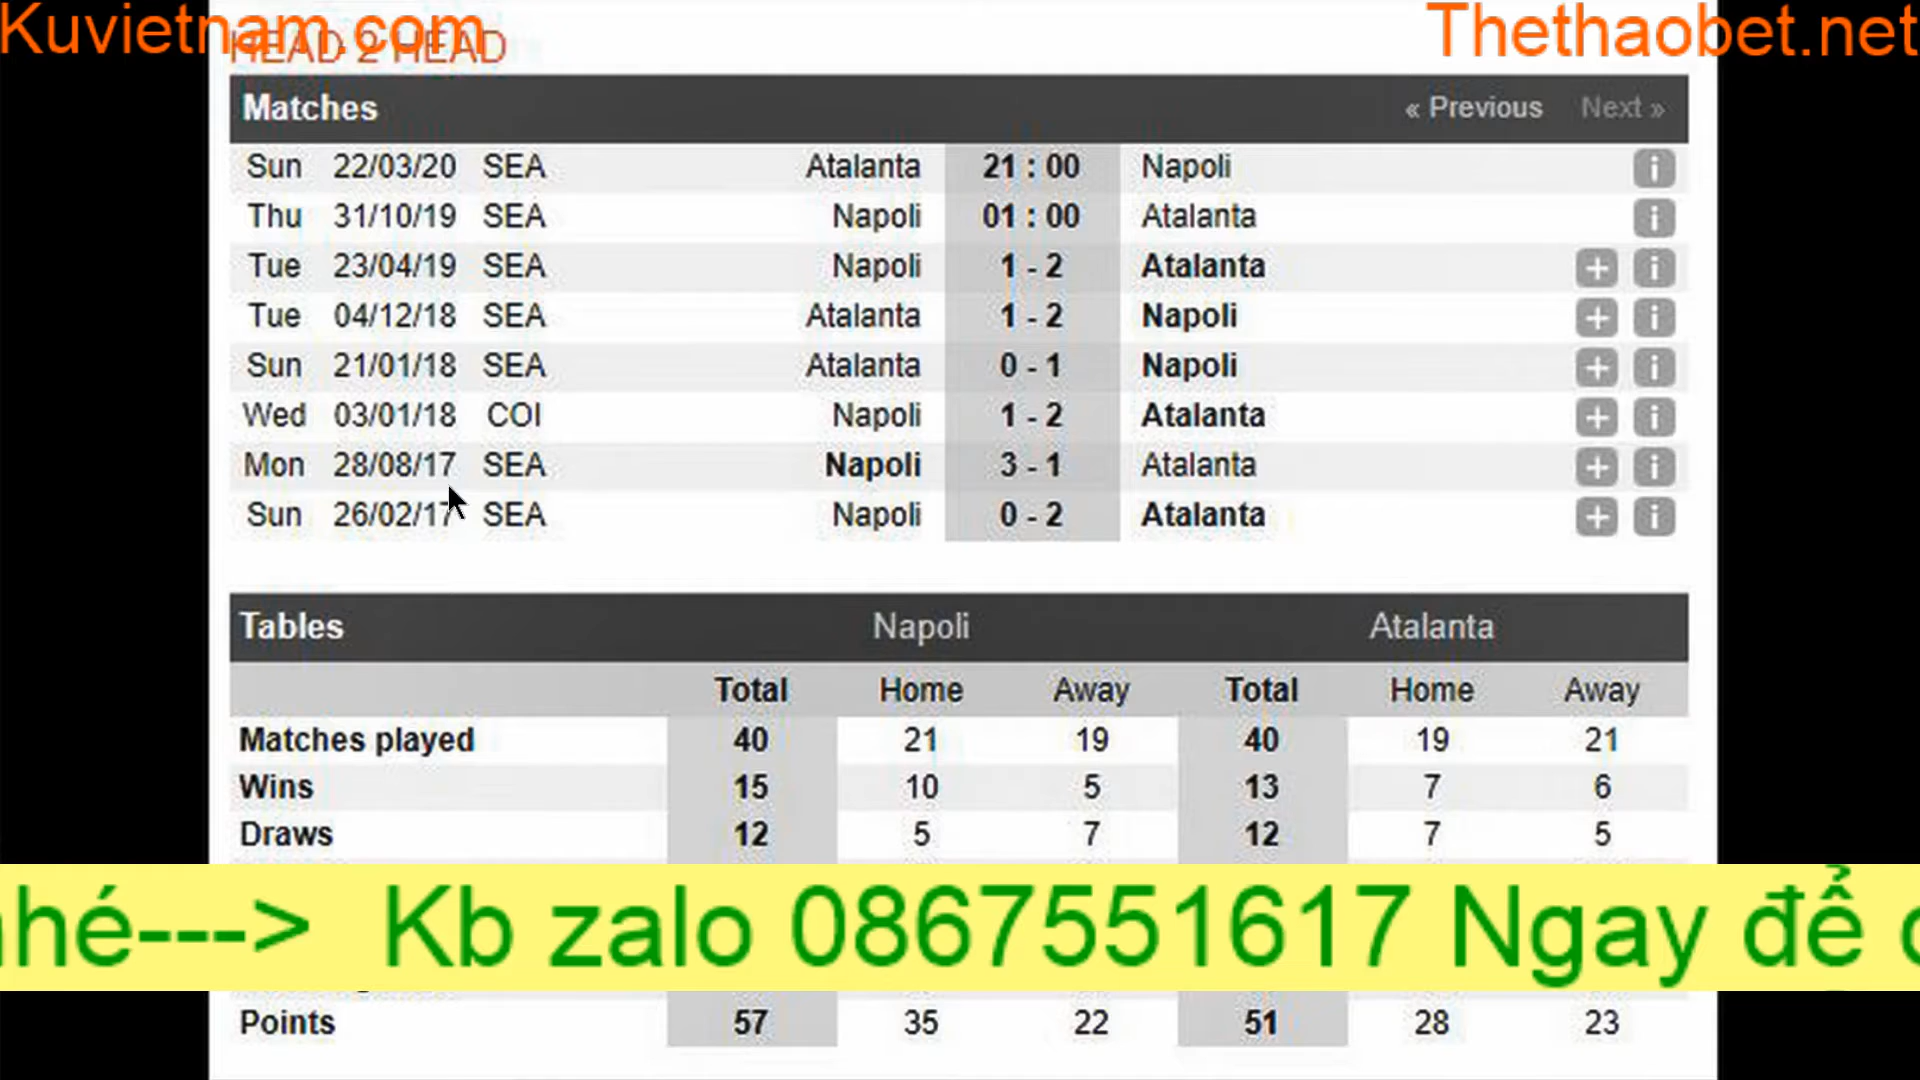 Kuvietnam.com
Thethaobet.net
HEAD 2 HEAD
Matches « Previous Next »
Sun 22/03/20 SEA Atalanta 21 : 00 Napoli i
Thu 31/10/19 SEA Napoli 01 : 00 Atalanta i
Tue 23/04/19 SEA Napoli 1 - 2 Atalanta + i
Tue 04/12/18 SEA Atalanta 1 - 2 Napoli + i
Sun 21/01/18 SEA Atalanta 0 - 1 Napoli + i
Wed 03/01/18 COI Napoli 1 - 2 Atalanta + i
Mon 28/08/17 SEA Napoli 3 - 1 Atalanta + i
Sun 26/02/17 SEA Napoli 0 - 2 Atalanta + i
Tables Napoli Atalanta
Total Home Away Total Home Away
Matches played 40 21 19 40 19 21
Wins 15 10 5 13 7 6
Draws 12 5 7 12 7 5
nhé---> Kb zalo 0867551617 Ngay để
Points 57 35 22 51 28 23